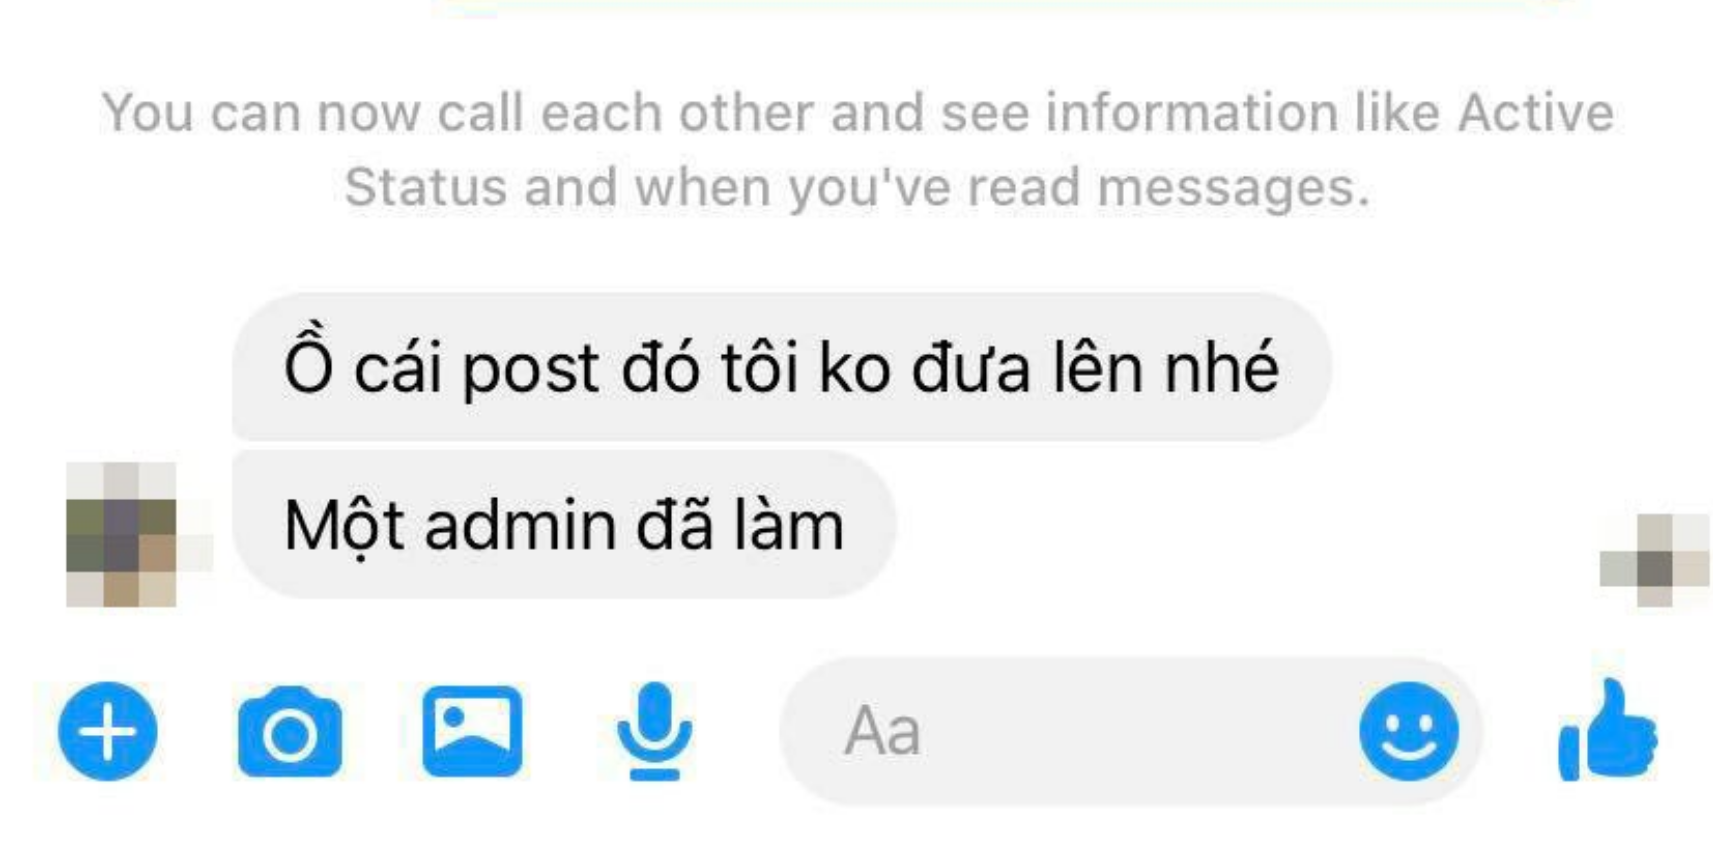 You can now call each other and see information like Active
Status and when you've read messages.
Ồ cái post đó tôi ko đưa lên nhé
Một admin đã làm
Aa